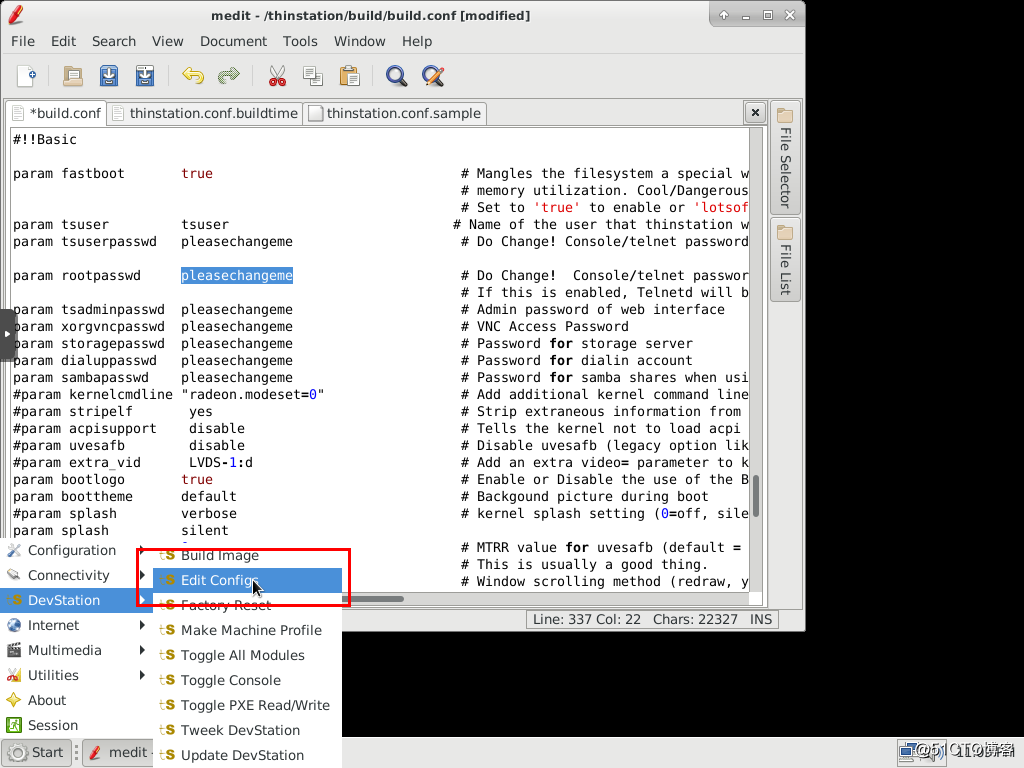 medit - /thinstation/build/build.conf [modified]
File Edit Search View Document Tools Window Help
*build.conf thinstation.conf.buildtime thinstation.conf.sample
#!!Basic
param fastboot true # Mangles the filesystem a special w
# memory utilization. Cool/Dangerous
# Set to 'true' to enable or 'lotsof
param tsuser tsuser # Name of the user that thinstation w
param tsuserpasswd pleasechangeme # Do Change! Console/telnet password
param rootpasswd pleasechangeme # Do Change!  Console/telnet passwor
# If this is enabled, Telnetd will b
param tsadminpasswd pleasechangeme # Admin password of web interface
param xorgvncpasswd pleasechangeme # VNC Access Password
param storagepasswd pleasechangeme # Password for storage server
param dialuppasswd pleasechangeme # Password for dialin account
param sambapasswd pleasechangeme # Password for samba shares when usi
#param kernelcmdline "radeon.modeset=0" # Add additional kernel command line
#param stripelf yes # Strip extraneous information from
#param acpisupport disable # Tells the kernel not to load acpi
#param uvesafb disable # Disable uvesafb (legacy option lik
#param extra_vid LVDS-1:d # Add an extra video= parameter to k
param bootlogo true # Enable or Disable the use of the B
param boottheme default # Backgound picture during boot
#param splash verbose # kernel splash setting (0=off, sile
param splash silent
# MTRR value for uvesafb (default =
# This is usually a good thing.
# Window scrolling method (redraw, y
File Selector
File List
Line: 337 Col: 22 Chars: 22327 INS
Configuration
Connectivity
DevStation
Internet
Multimedia
Utilities
About
Session
Build Image
Edit Configs
Factory Reset
Make Machine Profile
Toggle All Modules
Toggle Console
Toggle PXE Read/Write
Tweek DevStation
Update DevStation
Start medit -
@51CTO博客